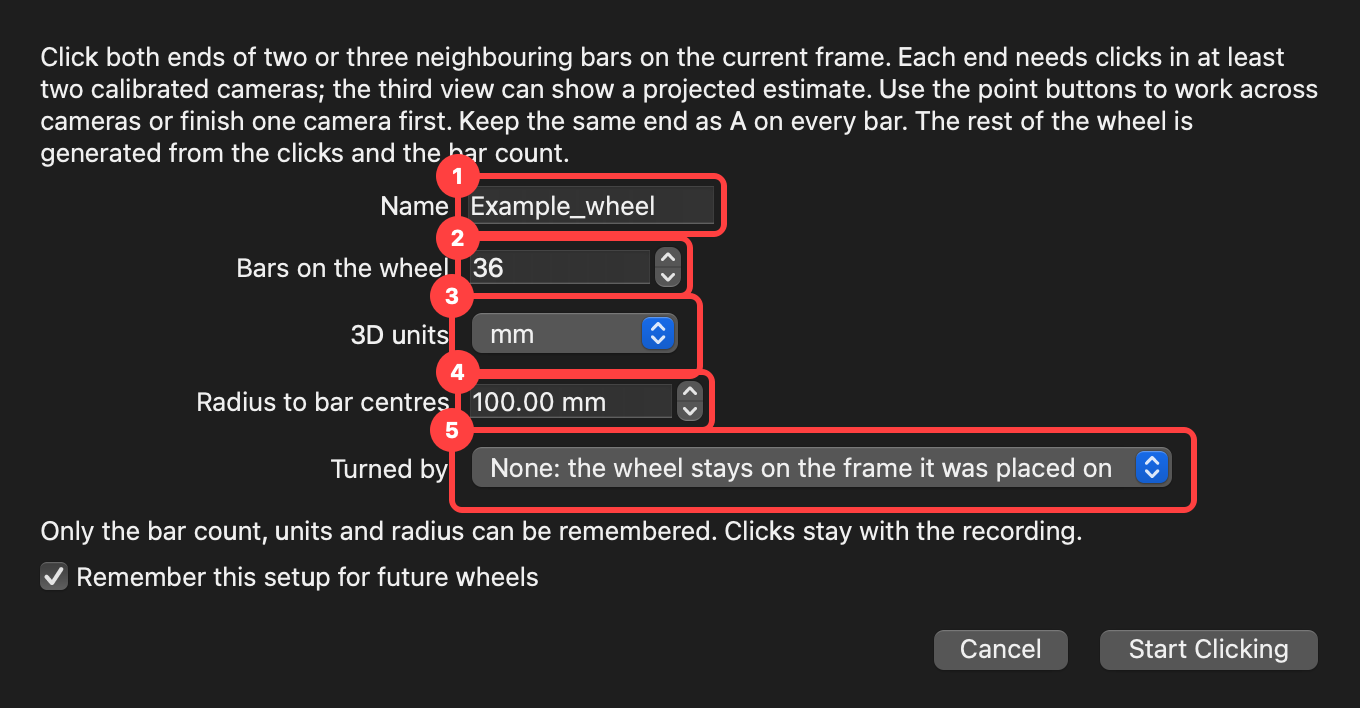 Click both ends of two or three neighbouring bars on the current frame. Each end needs clicks in at least
two calibrated cameras; the third view can show a projected estimate. Use the point buttons to work across
cameras or finish one camera first. Keep the same end as A on every bar. The rest of the wheel is
generated from the clicks and the bar count.
1
Name Example_wheel
2
Bars on the wheel 36
3
3D units mm
4
Radius to bar centres 100.00 mm
5
Turned by None: the wheel stays on the frame it was placed on
Only the bar count, units and radius can be remembered. Clicks stay with the recording.
Remember this setup for future wheels
Cancel Start Clicking